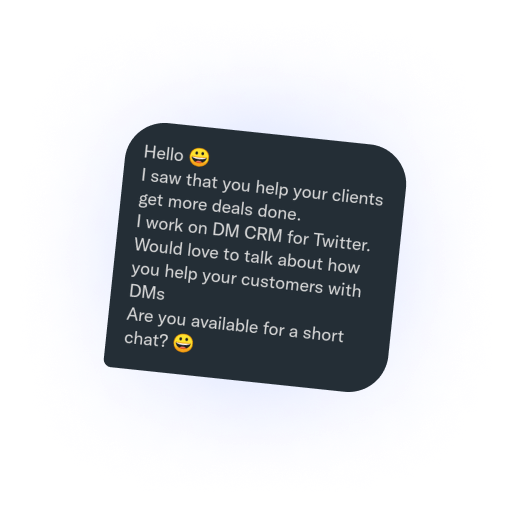 Hello 😀
I saw that you help your clients
get more deals done.
I work on DM CRM for Twitter.
Would love to talk about how
you help your customers with
DMs
Are you available for a short
chat? 😀